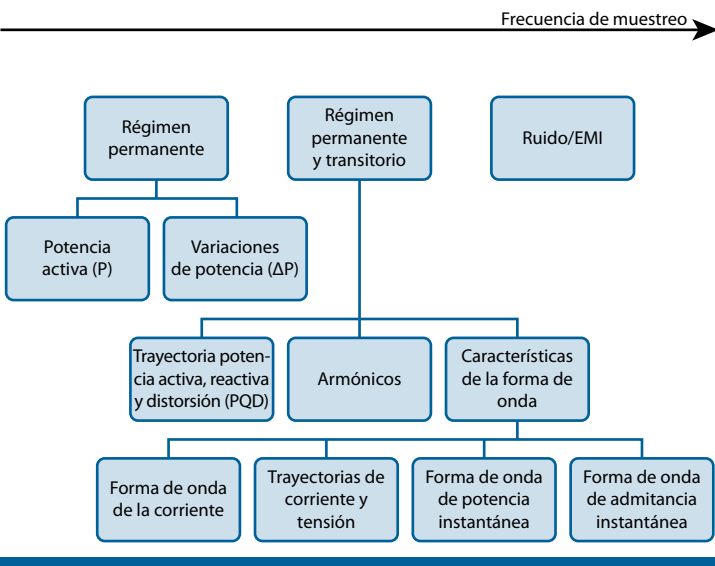 Frecuencia de muestreo
Régimen
permanente
Régimen
permanente
y transitorio
Ruido/EMI
Potencia
activa (P)
Variaciones
de potencia (ΔP)
Trayectoria poten-
cia activa, reactiva
y distorsión (PQD)
Armónicos
Características
de la forma de
onda
Forma de onda
de la corriente
Trayectorias de
corriente y
tensión
Forma de onda
de potencia
instantánea
Forma de onda
de admitancia
instantánea